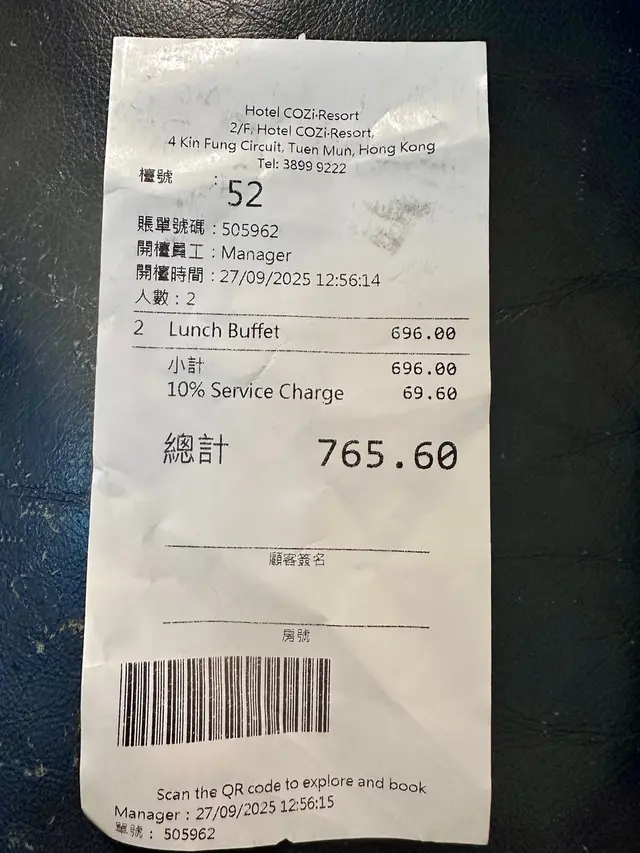 Hotel COZi·Resort
2/F, Hotel COZi·Resort,
4 Kin Fung Circuit, Tuen Mun, Hong Kong
Tel: 3899 9222
檯號 : 52
賬單號碼 : 505962
開檯員工 : Manager
開檯時間 : 27/09/2025 12:56:14
人數 : 2
2 Lunch Buffet 696.00
小計 696.00
10% Service Charge 69.60
總計 765.60
顧客簽名
房號
Scan the QR code to explore and book
Manager : 27/09/2025 12:56:15
單號 : 505962